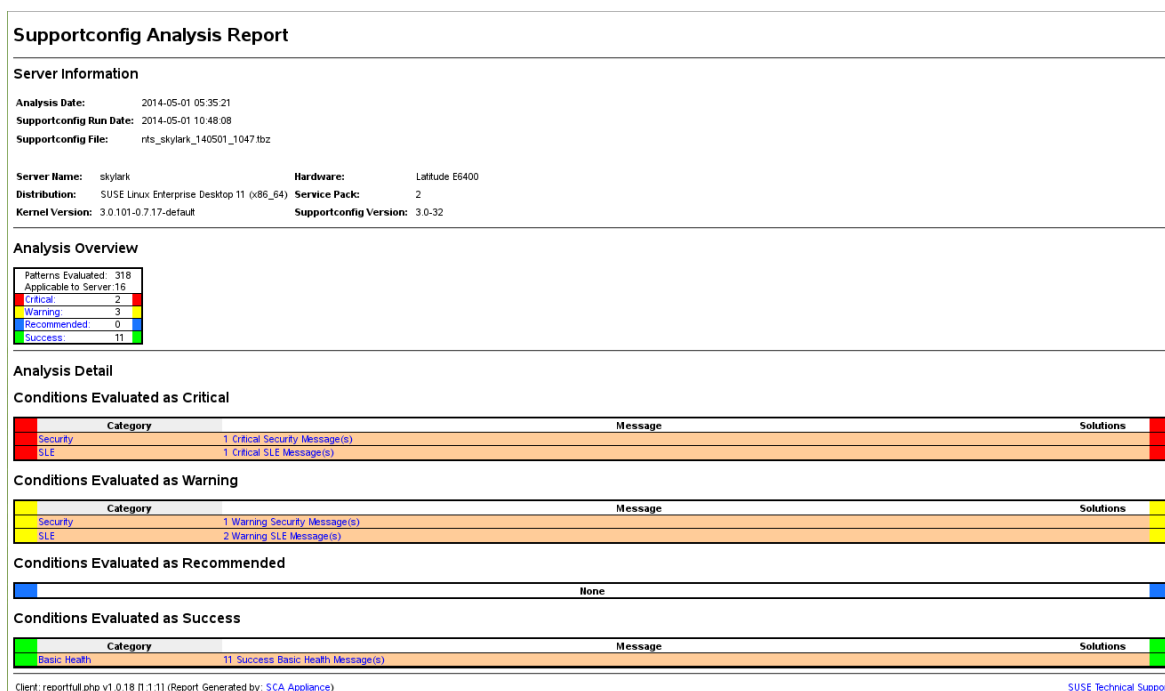 Supportconfig Analysis Report
Server Information
Analysis Date: 2014-05-01 05:35:21
Supportconfig Run Date: 2014-05-01 10:48:08
Supportconfig File: nts_skylark_140501_1047.tbz
Server Name: skylark Hardware: Latitude E6400
Distribution: SUSE Linux Enterprise Desktop 11 (x86_64) Service Pack: 2
Kernel Version: 3.0.101-0.7.17-default Supportconfig Version: 3.0-32
Analysis Overview
Patterns Evaluated: 318
Applicable to Server:16
Critical: 2
Warning: 3
Recommended: 0
Success: 11
Analysis Detail
Conditions Evaluated as Critical
Category Message Solutions
Security 1 Critical Security Message(s)
SLE 1 Critical SLE Message(s)
Conditions Evaluated as Warning
Category Message Solutions
Security 1 Warning Security Message(s)
SLE 2 Warning SLE Message(s)
Conditions Evaluated as Recommended
None
Conditions Evaluated as Success
Category Message Solutions
Basic Health 11 Success Basic Health Message(s)
Client: reportfull.php v1.0.18 [1:1:1] (Report Generated by: SCA Appliance) SUSE Technical Suppor